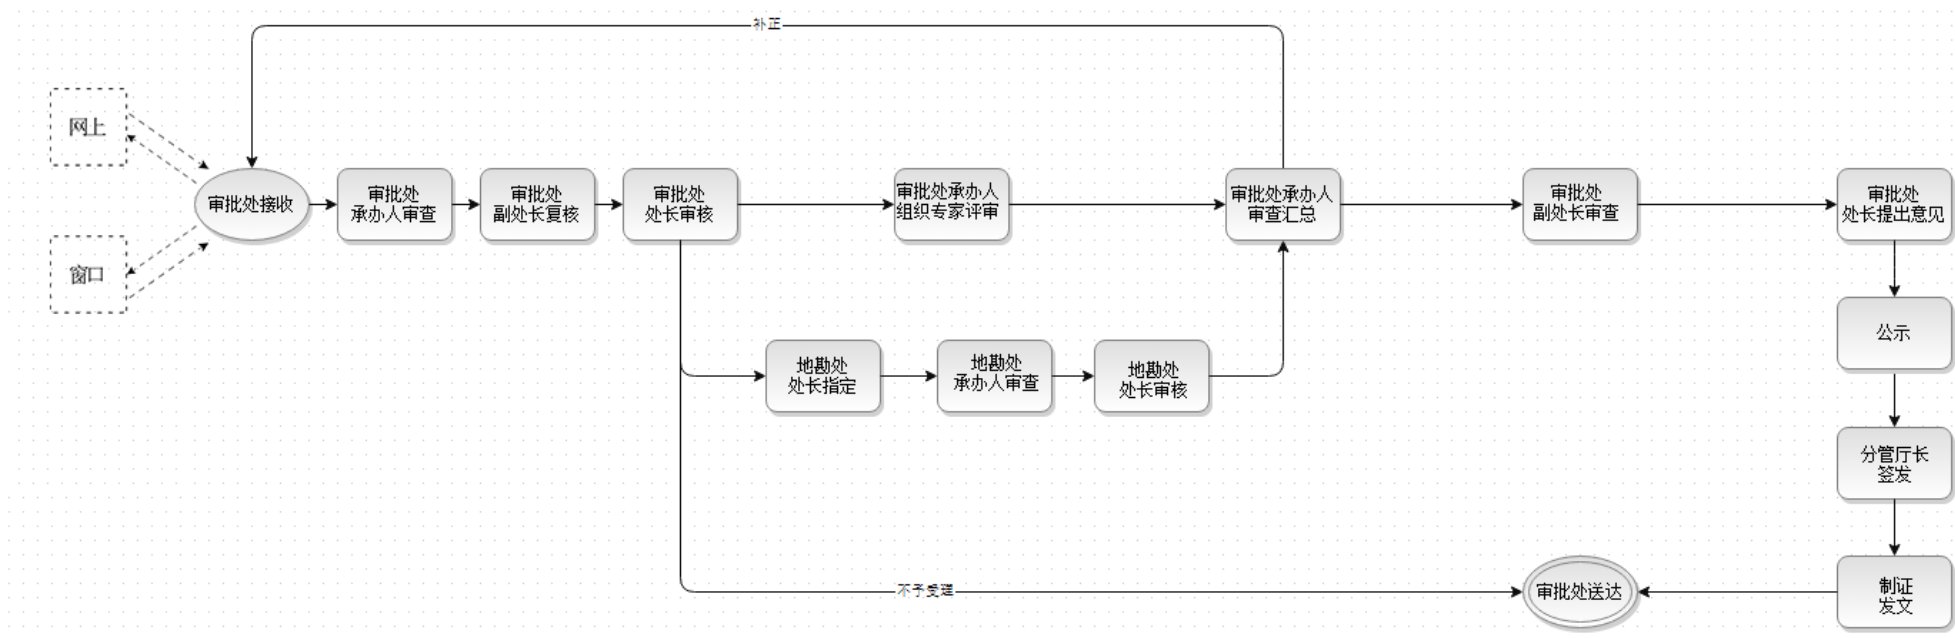 补正
网上
审批处接收
窗口
审批处
承办人审查
审批处
副处长复核
审批处
处长审核
审批处承办人
组织专家评审
审批处承办人
审查汇总
审批处
副处长审查
审批处
处长提出意见
公示
地勘处
处长指定
地勘处
承办人审查
地勘处
处长审核
分管厅长
签发
不予受理
审批处送达
制证
发文